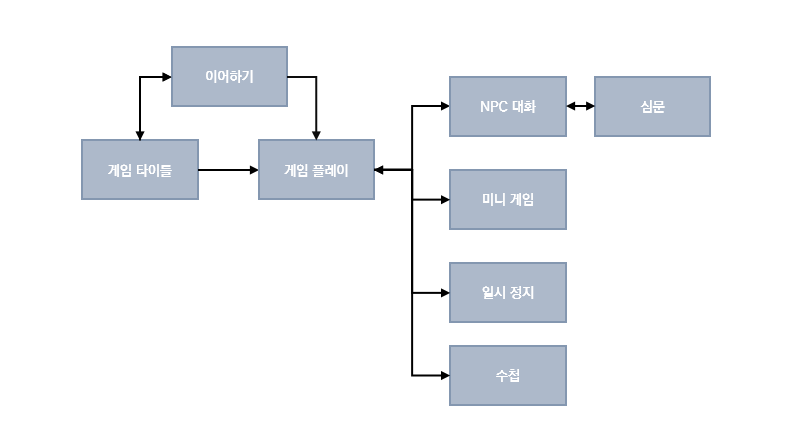 이어하기
게임 타이틀
게임 플레이
NPC 대화
심문
미니 게임
일시 정지
수첩